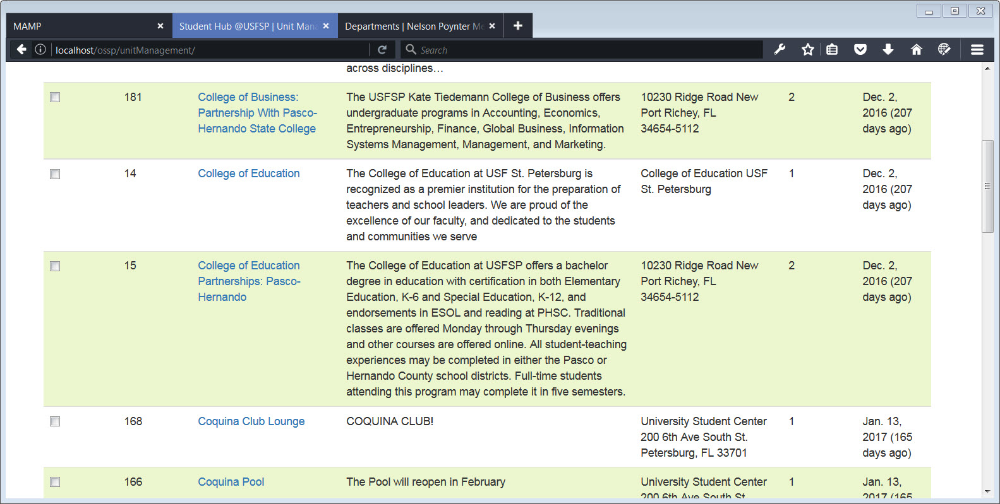 MAMP
Student Hub @USFSP | Unit Man
Departments | Nelson Poynter Me
localhost/ossp/unitManagement/
Search
across disciplines…
181
College of Business:
Partnership With Pasco-
Hernando State College
The USFSP Kate Tiedemann College of Business offers
undergraduate programs in Accounting, Economics,
Entrepreneurship, Finance, Global Business, Information
Systems Management, Management, and Marketing.
10230 Ridge Road New
Port Richey, FL
34654-5112
2
Dec. 2,
2016 (207
days ago)
14
College of Education
The College of Education at USF St. Petersburg is
recognized as a premier institution for the preparation of
teachers and school leaders. We are proud of the
excellence of our faculty, and dedicated to the students
and communities we serve
College of Education USF
St. Petersburg
1
Dec. 2,
2016 (207
days ago)
15
College of Education
Partnerships: Pasco-
Hernando
The College of Education at USFSP offers a bachelor
degree in education with certification in both Elementary
Education, K-6 and Special Education, K-12, and
endorsements in ESOL and reading at PHSC. Traditional
classes are offered Monday through Thursday evenings
and other courses are offered online. All student-teaching
experiences may be completed in either the Pasco or
Hernando County school districts. Full-time students
attending this program may complete it in five semesters.
10230 Ridge Road New
Port Richey, FL
34654-5112
2
Dec. 2,
2016 (207
days ago)
168
Coquina Club Lounge
COQUINA CLUB!
University Student Center
200 6th Ave South St.
Petersburg, FL 33701
1
Jan. 13,
2017 (165
days ago)
166
Coquina Pool
The Pool will reopen in February
University Student Center
200 6th Ave South St.
1
Jan. 13,
2017 (165